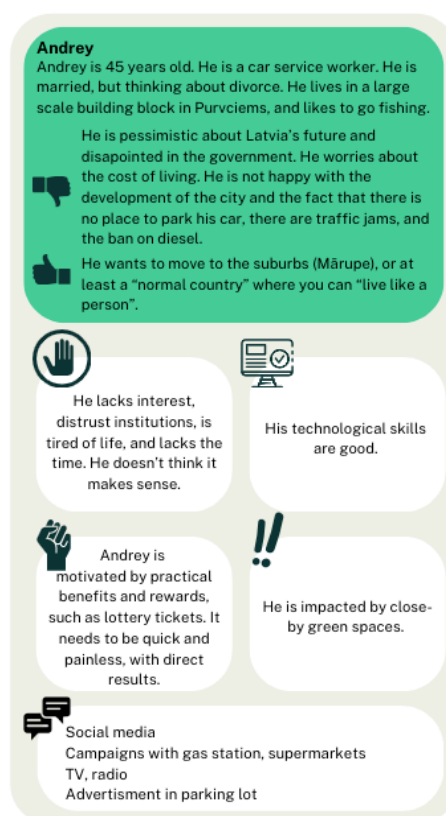 Andrey
Andrey is 45 years old. He is a car service worker. He is
married, but thinking about divorce. He lives in a large
scale building block in Purvciems, and likes to go fishing.
He is pessimistic about Latvia's future and
disapointed in the government. He worries about
the cost of living. He is not happy with the
development of the city and the fact that there is
no place to park his car, there are traffic jams, and
the ban on diesel.
He wants to move to the suburbs (Mārupe), or at
least a “normal country” where you can “live like a
person”.
He lacks interest,
distrust institutions, is
tired of life, and lacks the
time. He doesn't think it
makes sense.
His technological skills
are good.
Andrey is
motivated by practical
benefits and rewards,
such as lottery tickets. It
needs to be quick and
painless, with direct
results.
He is impacted by close-
by green spaces.
Social media
Campaigns with gas station, supermarkets
TV, radio
Advertisment in parking lot